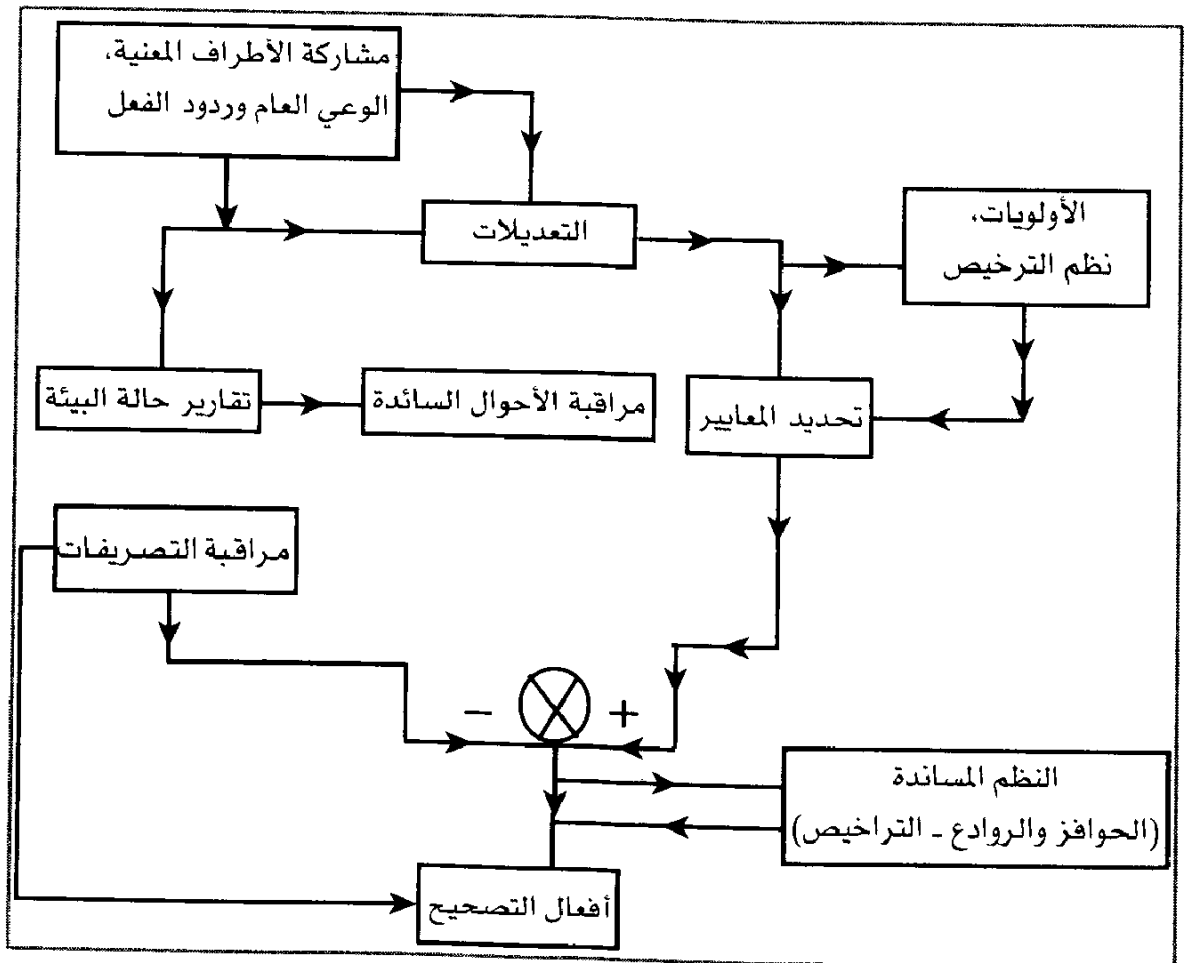 مشاركة الأطراف المعنية،
الوعي العام وردود الفعل
التعديلات
الأولويات،
نظم الترخيص
تقارير حالة البيئة
مراقبة الأحوال السائدة
تحديد المعايير
مراقبة التصريفات
− +
النظم المساندة
(الحوافز والروادع ـ التراخيص)
أفعال التصحيح